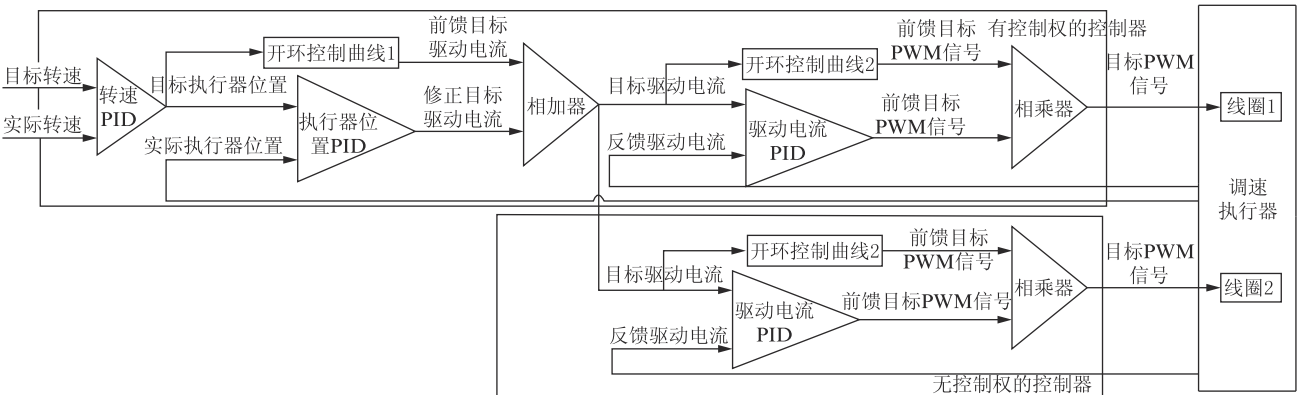 目标转速
实际转速
转速
PID
目标执行器位置
实际执行器位置
开环控制曲线1
执行器位
置PID
前馈目标
驱动电流
修正目标
驱动电流
相加器
目标驱动电流
反馈驱动电流
开环控制曲线2
驱动电流
PID
前馈目标
PWM信号
前馈目标
PWM信号
有控制权的控制器
相乘器
目标PWM
信号
线圈1
调速
执行器
目标驱动电流
反馈驱动电流
开环控制曲线2
驱动电流
PID
前馈目标
PWM信号
前馈目标PWM信号
相乘器
目标PWM
信号
线圈2
无控制权的控制器